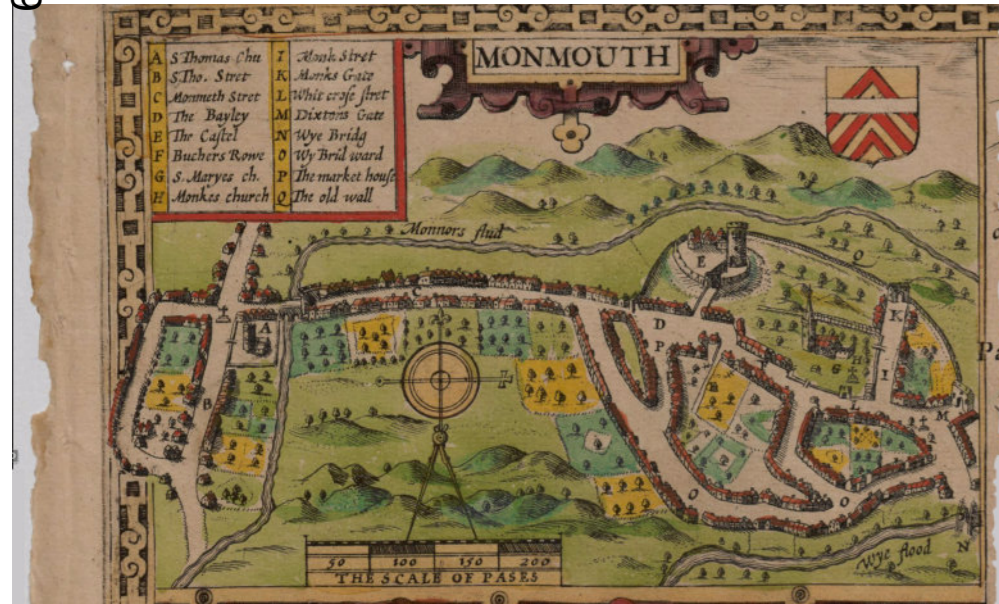 MONMOUTH
A S Thomas Chu
B S.Tho. Stret
C Monmeth Stret
D The Bayley
E The Castel
F Buchers Rowe
G S. Maryes ch.
H Monkes church
I Monk Stret
K Monks Gate
L Whit crose stret
M Dixtons Gate
N Wye Bridg
O Wy Brid ward
P The market house
Q The old wall
Monnors flud
Q
E
C
K
A
D
P
H
G
I
B
L
M
O
O
N
Wye flood
50 100 150 200
THE SCALE OF PASES